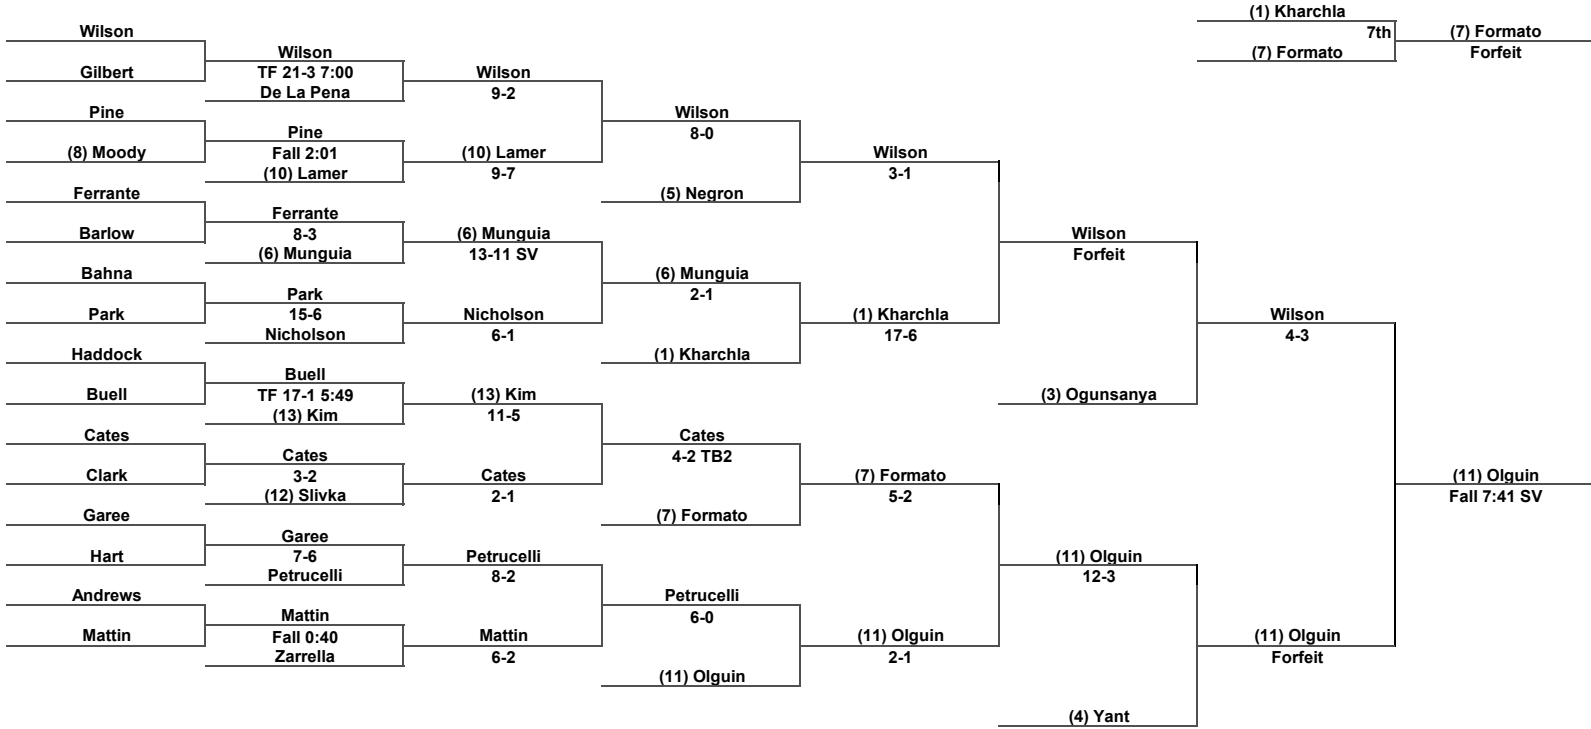 Wilson
Gilbert
Pine
(8) Moody
Ferrante
Barlow
Bahna
Park
Haddock
Buell
Cates
Clark
Garee
Hart
Andrews
Mattin
Wilson
TF 21-3 7:00
De La Pena
Pine
Fall 2:01
(10) Lamer
Ferrante
8-3
(6) Munguia
Park
15-6
Nicholson
Buell
TF 17-1 5:49
(13) Kim
Cates
3-2
(12) Slivka
Garee
7-6
Petrucelli
Mattin
Fall 0:40
Zarrella
Wilson
9-2
(10) Lamer
9-7
(6) Munguia
13-11 SV
Nicholson
6-1
(13) Kim
11-5
Cates
2-1
Petrucelli
8-2
Mattin
6-2
Wilson
8-0
(5) Negron
(6) Munguia
2-1
(1) Kharchla
Cates
4-2 TB2
(7) Formato
Petrucelli
6-0
(11) Olguin
Wilson
3-1
(1) Kharchla
17-6
(7) Formato
5-2
(11) Olguin
2-1
Wilson
Forfeit
(3) Ogunsanya
(11) Olguin
12-3
(4) Yant
Wilson
4-3
(11) Olguin
Forfeit
(11) Olguin
Fall 7:41 SV
(1) Kharchla
7th
(7) Formato
(7) Formato
Forfeit